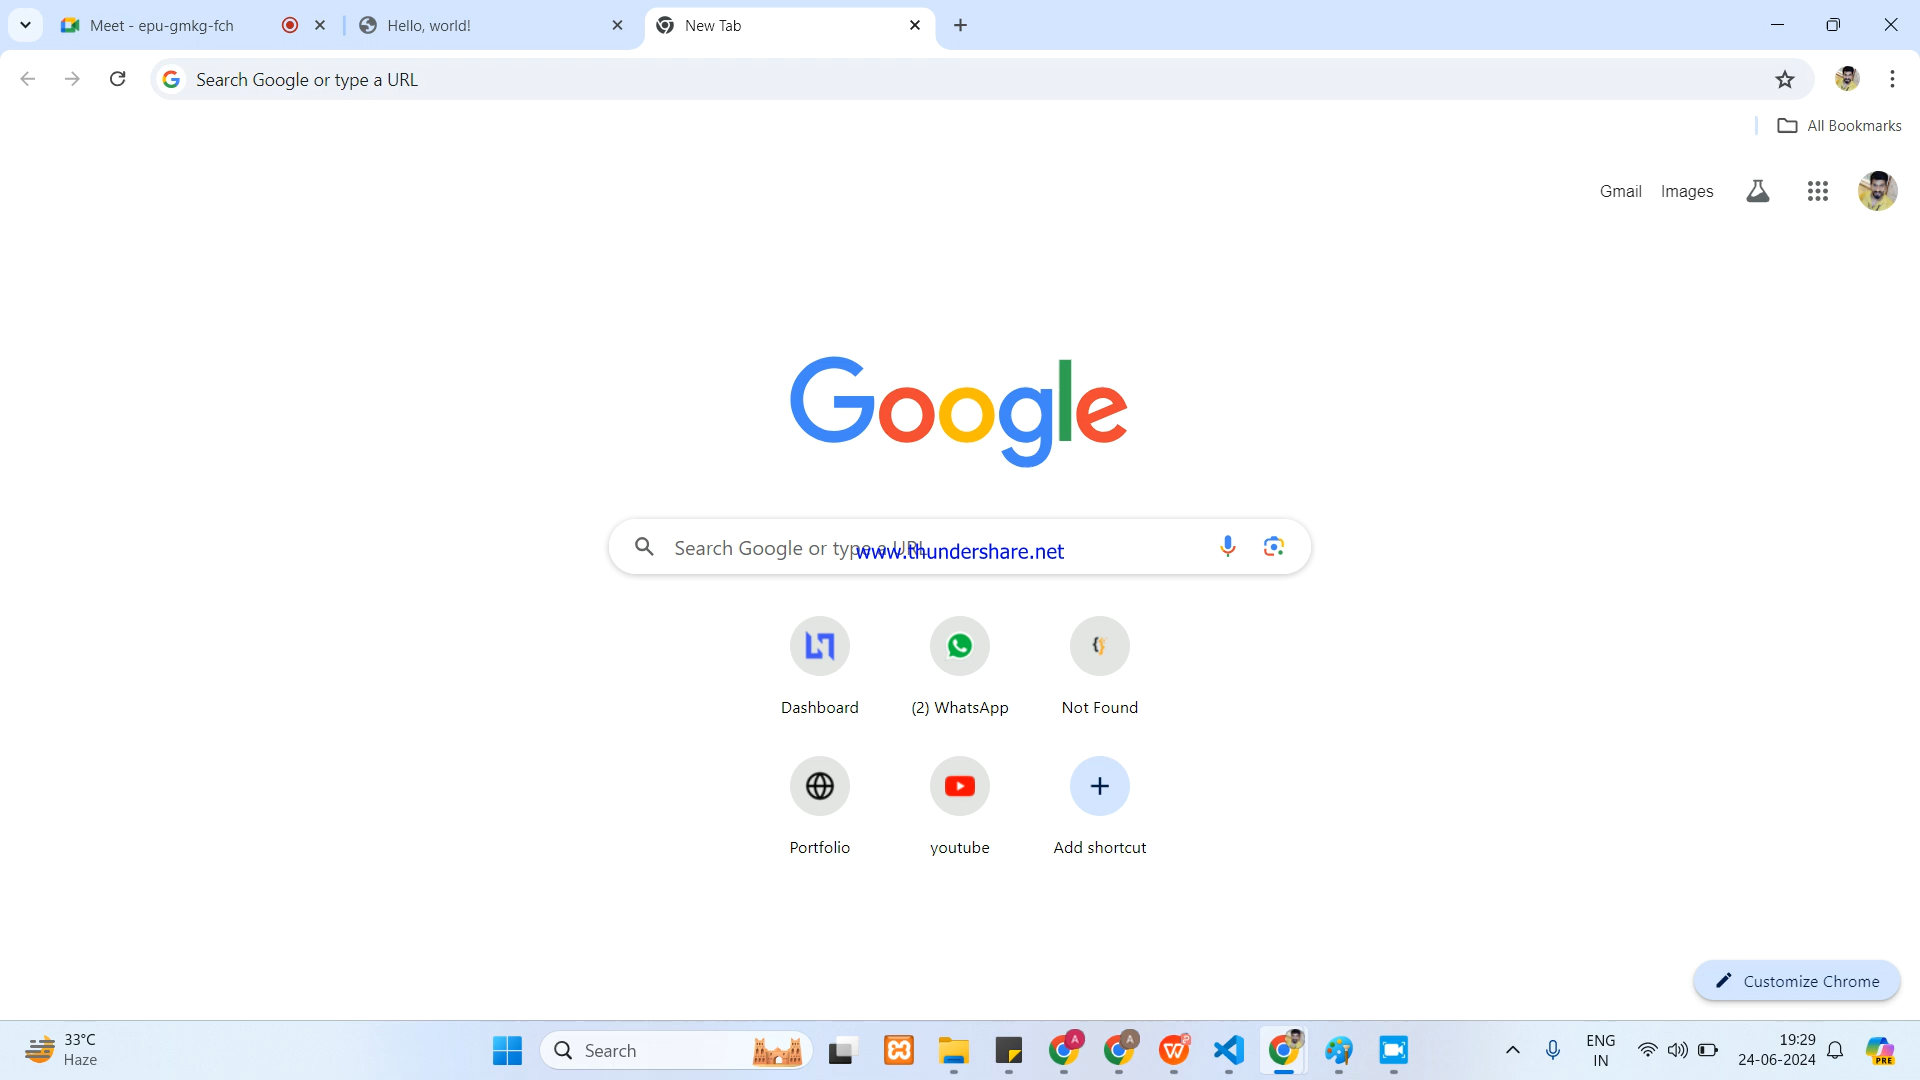 Meet - epu-gmkg-fch
Hello, world!
New Tab
Search Google or type a URL
All Bookmarks
Gmail
Images
Google
Search Google or type a URL
www.thundershare.net
Dashboard
(2) WhatsApp
Not Found
Portfolio
youtube
Add shortcut
Customize Chrome
33°C
Haze
Search
A
A
ENG
IN
19:29
24-06-2024
PRE